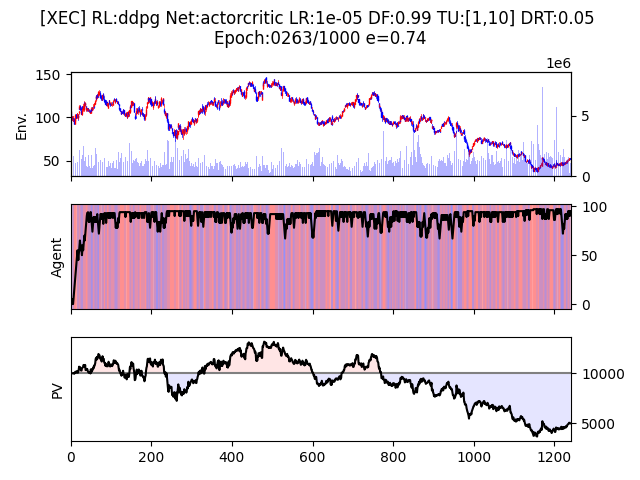 [XEC] RL:ddpg Net:actorcritic LR:1e-05 DF:0.99 TU:[1,10] DRT:0.05
Epoch:0263/1000 e=0.74
1e6
150
100
50
Env.
5
0
Agent
100
50
0
PV
10000
5000
0 200 400 600 800 1000 1200